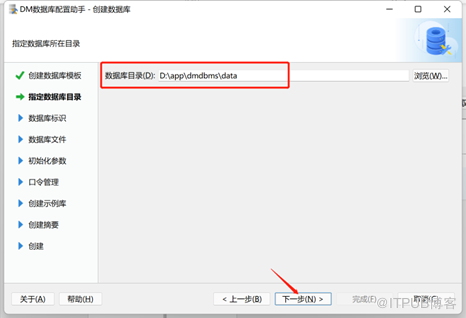 DM数据库配置助手 - 创建数据库
指定数据库所在目录
创建数据库模板
指定数据库目录
数据库标识
数据库文件
初始化参数
口令管理
创建示例库
创建摘要
创建
数据库目录(D): D:\app\dmdbms\data
浏览(W)...
关于(A)
帮助(H)
< 上一步(B)
下一步(N) >
完成(F)
@ITPUB博客